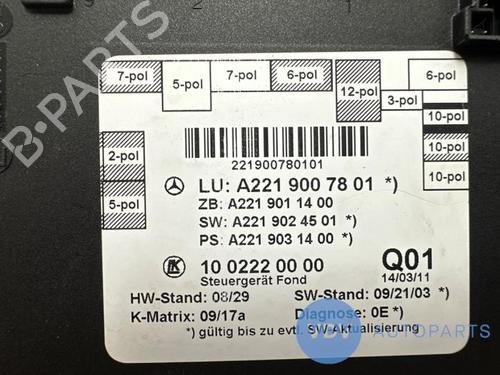 7-pol
5-pol
7-pol
6-pol
12-pol
3-pol
6-pol
10-pol
10-pol
10-pol
2-pol
5-pol
221900780101
LU: A221 900 78 01 *)
ZB: A221 901 14 00
SW: A221 902 45 01 *)
PS: A221 903 14 00 *)
10 0222 00 00
Steuergerät Fond
Q01
14/03/11
HW-Stand: 08/29
SW-Stand: 09/21/03 *)
K-Matrix: 09/17a
Diagnose: 0E *)
*) gültig bis zu evtl. SW-Aktualisierung
AUTOPARTS